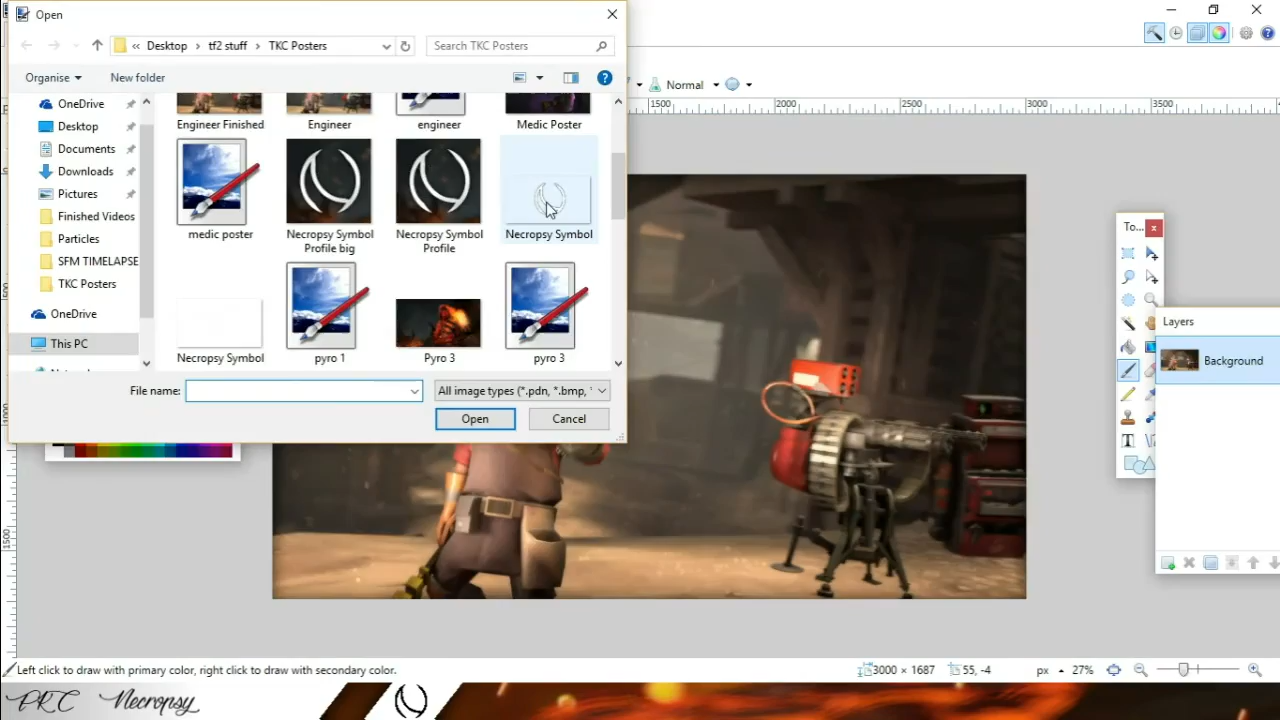 Open
« Desktop › tf2 stuff › TKC Posters
Search TKC Posters
Organise
New folder
Normal
1500
2000
2500
3000
3500
OneDrive
Desktop
Documents
Downloads
Pictures
Finished Videos
Particles
SFM TIMELAPSE
TKC Posters
OneDrive
This PC
Engineer Finished
Engineer
engineer
Medic Poster
medic poster
Necropsy Symbol
Profile big
Necropsy Symbol
Profile
Necropsy Symbol
Necropsy Symbol
pyro 1
Pyro 3
pyro 3
File name:
All image types (*.pdn, *.bmp, *
Open
Cancel
To...
Layers
Background
1500
Left click to draw with primary color, right click to draw with secondary color.
3000 × 1687
55, -4
px
27%
Necropsy